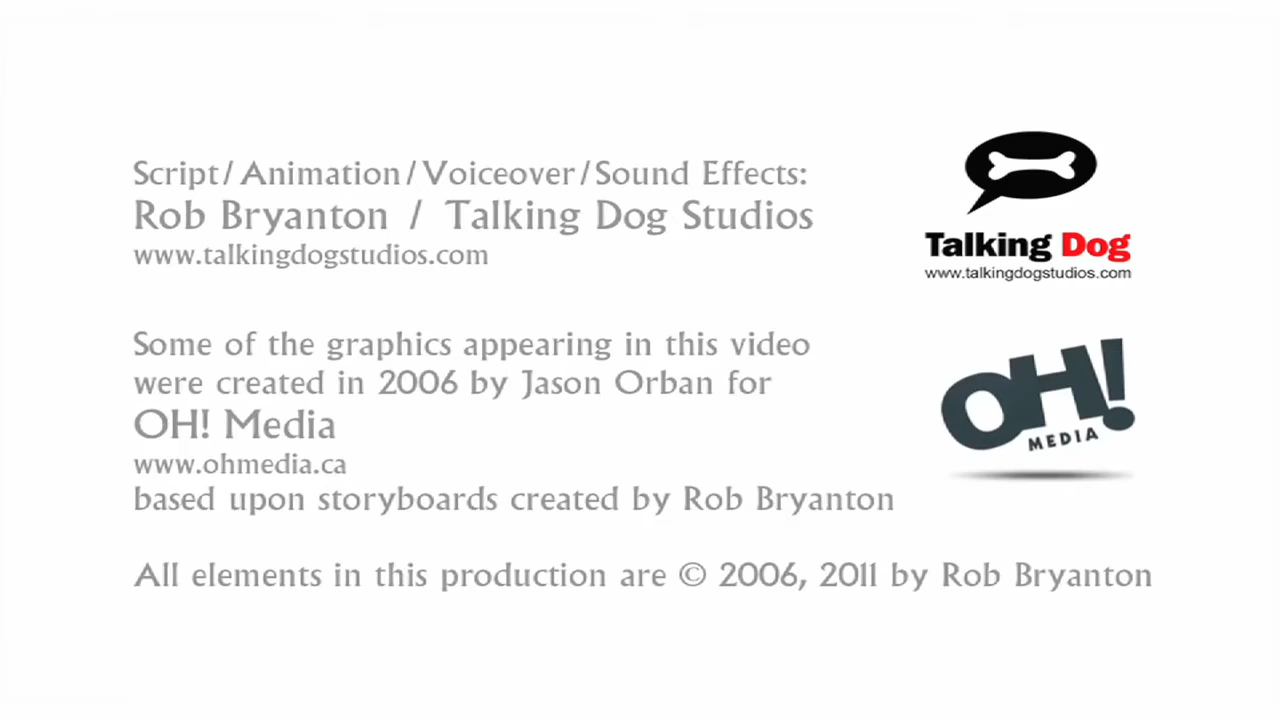 Script/Animation/Voiceover/Sound Effects:
Rob Bryanton / Talking Dog Studios
www.talkingdogstudios.com
Talking Dog
www.talkingdogstudios.com
Some of the graphics appearing in this video
were created in 2006 by Jason Orban for
OH! Media
www.ohmedia.ca
based upon storyboards created by Rob Bryanton
OH!
MEDIA
All elements in this production are © 2006, 2011 by Rob Bryanton